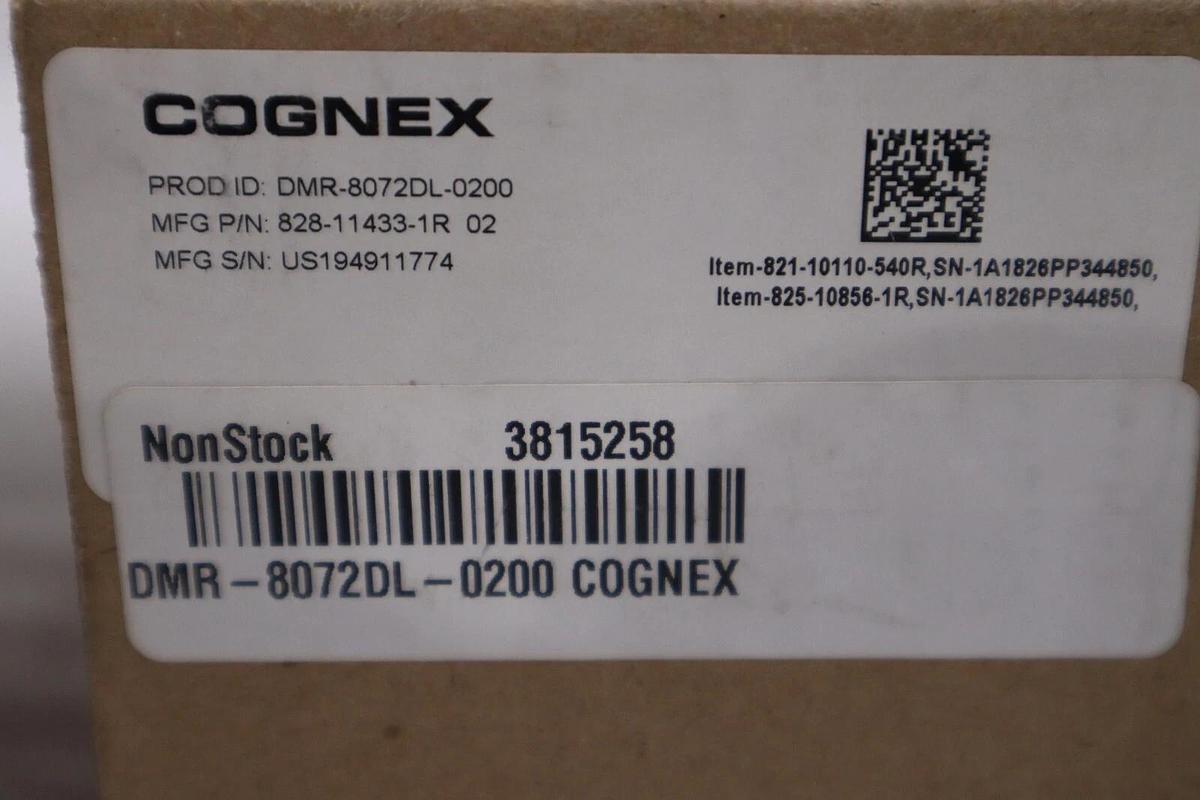 COGNEX
PROD ID: DMR-8072DL-0200
MFG P/N: 828-11433-1R 02
MFG S/N: US194911774
Item-821-10110-540R,SN-1A1826PP344850,
Item-825-10856-1R,SN-1A1826PP344850,
NonStock 3815258
DMR-8072DL-0200 COGNEX